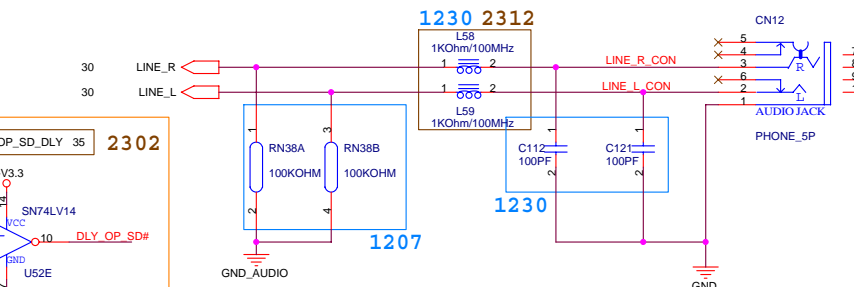 1230 2312
CN12
L58
1KOhm/100MHz
5
4
3
6
2
1
R
L
AUDIO JACK
PHONE_5P
30 LINE_R
1 2
LINE_R_CON
30 LINE_L
1 2
LINE_L_CON
L59
1KOhm/100MHz
OP_SD_DLY 35
2302
1
RN38A
100KOHM
2
3
RN38B
100KOHM
4
1
C112
100PF
2
1
C121
100PF
2
1230
1207
V3.3
14
SN74LV14
VCC
10
DLY_OP_SD#
GND
U52E
GND_AUDIO
GND